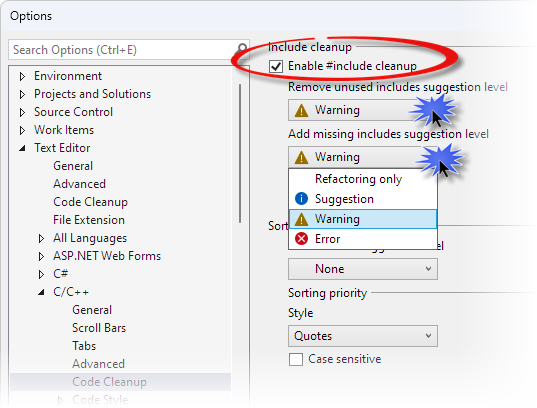 Options
Search Options (Ctrl+E)
Environment
Projects and Solutions
Source Control
Work Items
Text Editor
General
Advanced
Code Cleanup
File Extension
All Languages
ASP.NET Web Forms
C#
C/C++
General
Scroll Bars
Tabs
Advanced
Code Cleanup
Code Style
Include cleanup
Enable #include cleanup
Remove unused includes suggestion level
Warning
Add missing includes suggestion level
Warning
Refactoring only
Suggestion
Warning
Error
None
Sorting priority
Style
Quotes
Case sensitive